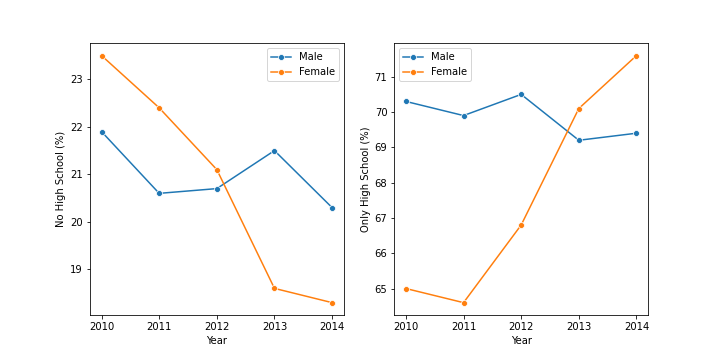 No High School (%)
23
22
21
20
19
2010 2011 2012 2013 2014
Year
Male
Female
Only High School (%)
71
70
69
68
67
66
65
2010 2011 2012 2013 2014
Year
Male
Female